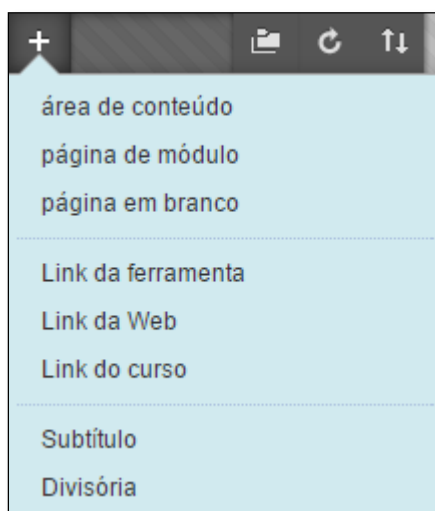 área de conteúdo
página de módulo
página em branco
Link da ferramenta
Link da Web
Link do curso
Subtítulo
Divisória